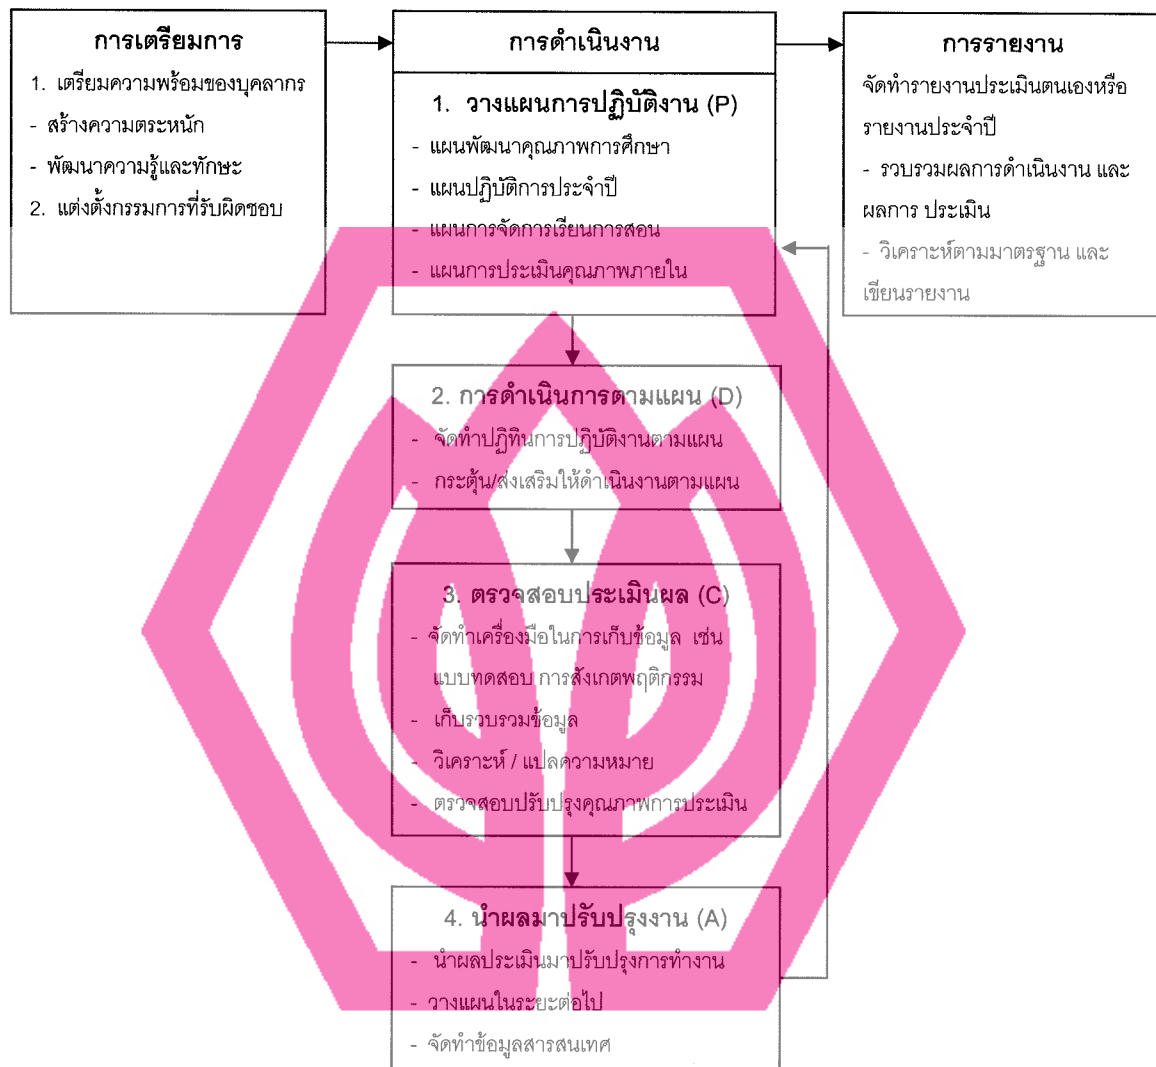 การเตรียมการ
1. เตรียมความพร้อมของบุคลากร
- สร้างความตระหนัก
- พัฒนาความรู้และทักษะ
2. แต่งตั้งกรรมการที่รับผิดชอบ
การดำเนินงาน
1. วางแผนการปฏิบัติงาน (P)
- แผนพัฒนาคุณภาพการศึกษา
- แผนปฏิบัติการประจำปี
- แผนการจัดการเรียนการสอน
- แผนการประเมินคุณภาพภายใน
2. การดำเนินการตามแผน (D)
- จัดทำปฏิทินการปฏิบัติงานตามแผน
- กระตุ้น/ส่งเสริมให้ดำเนินงานตามแผน
3. ตรวจสอบประเมินผล (C)
- จัดทำเครื่องมือในการเก็บข้อมูล เช่น
แบบทดสอบ การสังเกตพฤติกรรม
- เก็บรวบรวมข้อมูล
- วิเคราะห์ / แปลความหมาย
- ตรวจสอบปรับปรุงคุณภาพการประเมิน
4. นำผลมาปรับปรุงงาน (A)
- นำผลประเมินมาปรับปรุงการทำงาน
- วางแผนในระยะต่อไป
- จัดทำข้อมูลสารสนเทศ
การรายงาน
จัดทำรายงานประเมินตนเองหรือ
รายงานประจำปี
- รวบรวมผลการดำเนินงาน และ
ผลการ ประเมิน
- วิเคราะห์ตามมาตรฐาน และ
เขียนรายงาน